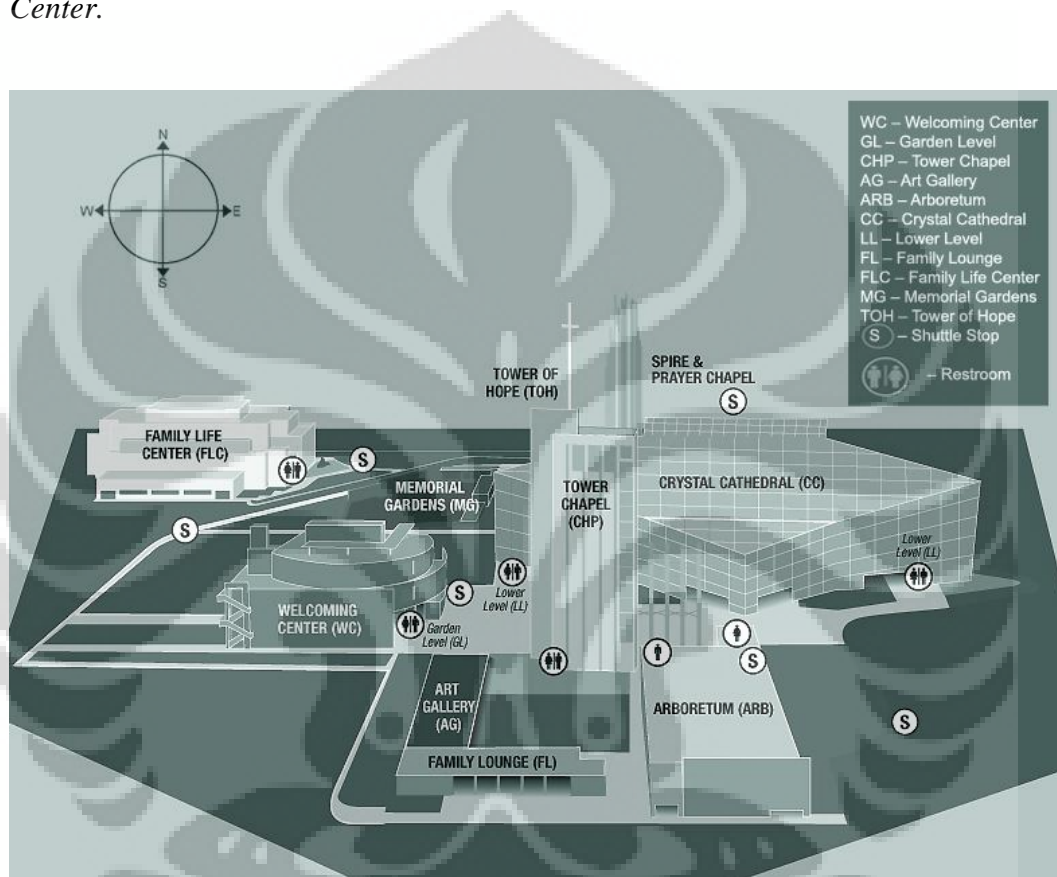 Center.
N
W
E
S
WC – Welcoming Center
GL – Garden Level
CHP – Tower Chapel
AG – Art Gallery
ARB – Arboretum
CC – Crystal Cathedral
LL – Lower Level
FL – Family Lounge
FLC – Family Life Center
MG – Memorial Gardens
TOH – Tower of Hope
S – Shuttle Stop
– Restroom
TOWER OF
HOPE (TOH)
SPIRE &
PRAYER CHAPEL
S
FAMILY LIFE
CENTER (FLC)
S
MEMORIAL
GARDENS (MG)
TOWER
CHAPEL
(CHP)
CRYSTAL CATHEDRAL (CC)
S
Lower
Level (LL)
Lower
Level (LL)
S
WELCOMING
CENTER (WC)
Garden
Level (GL)
S
ART
GALLERY
(AG)
ARBORETUM (ARB)
S
FAMILY LOUNGE (FL)